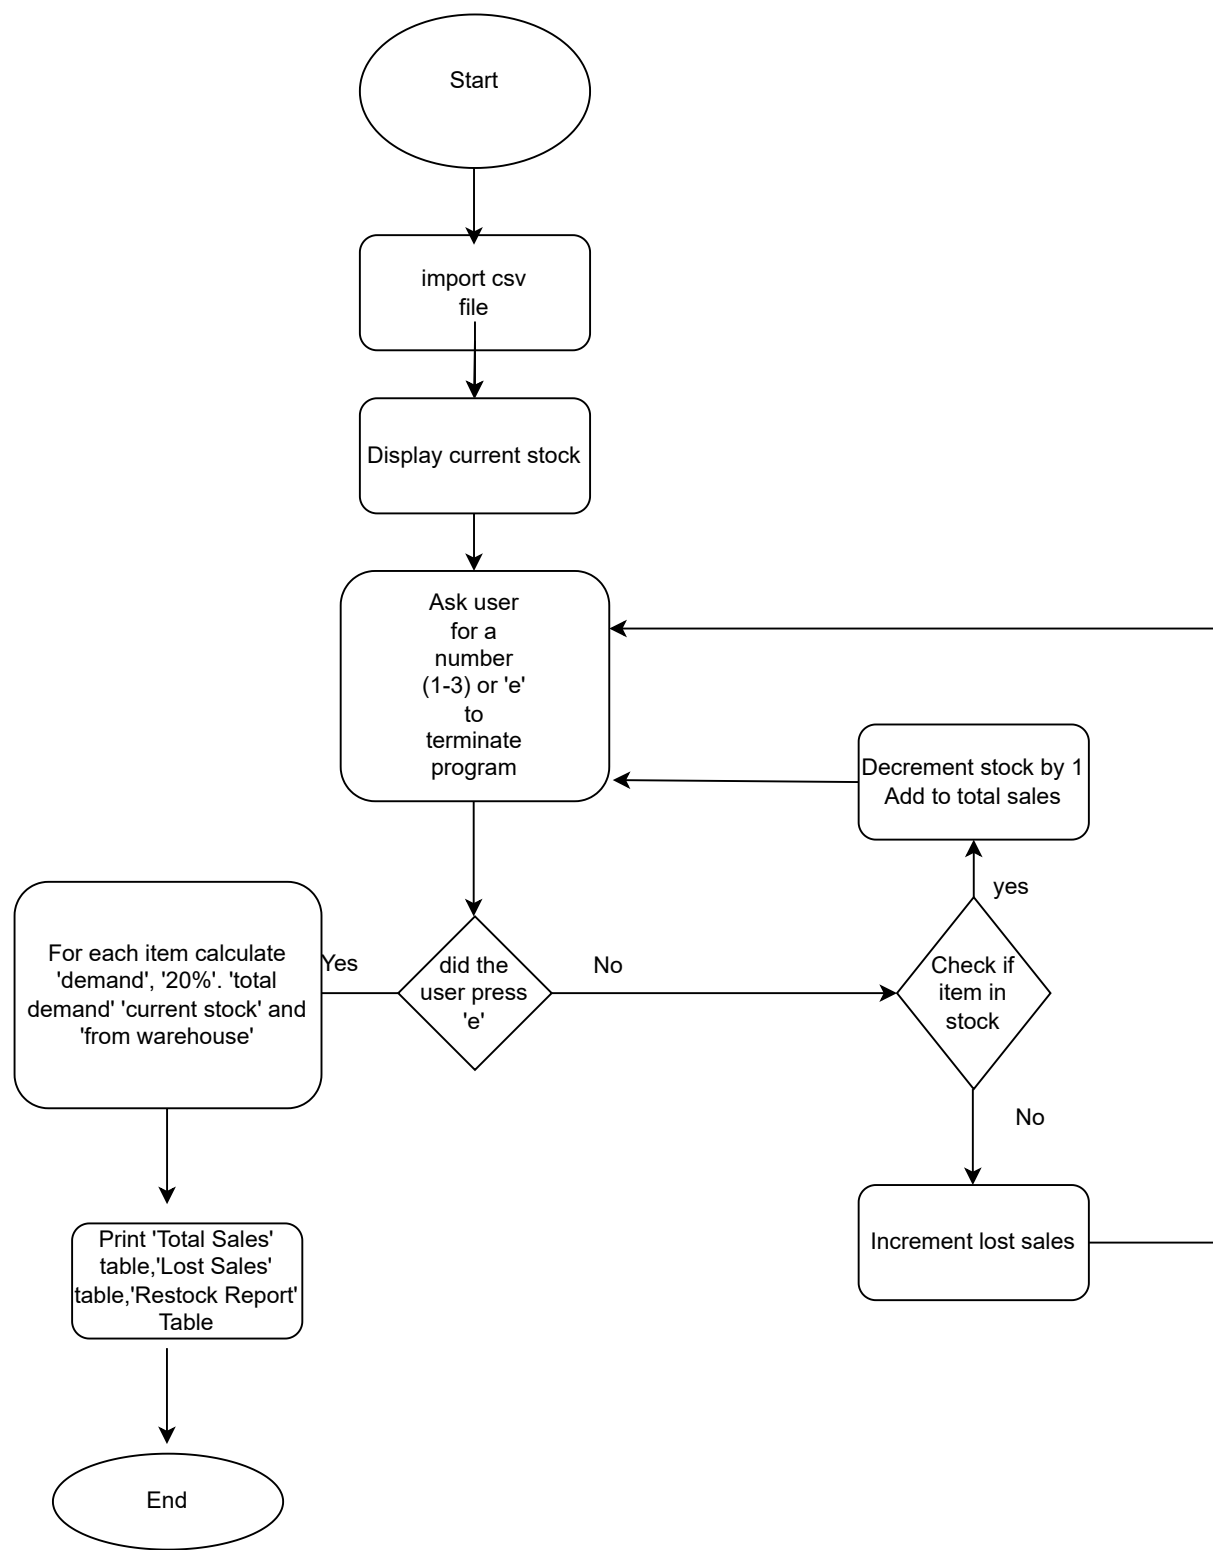 Start
import csv
file
Display current stock
Ask user
for a
number
(1-3) or 'e'
to
terminate
program
Decrement stock by 1
Add to total sales
yes
For each item calculate
'demand', '20%'. 'total
demand' 'current stock' and
'from warehouse'
Yes
did the
user press
'e'
No
Check if
item in
stock
No
Print 'Total Sales'
table,'Lost Sales'
table,'Restock Report'
Table
Increment lost sales
End